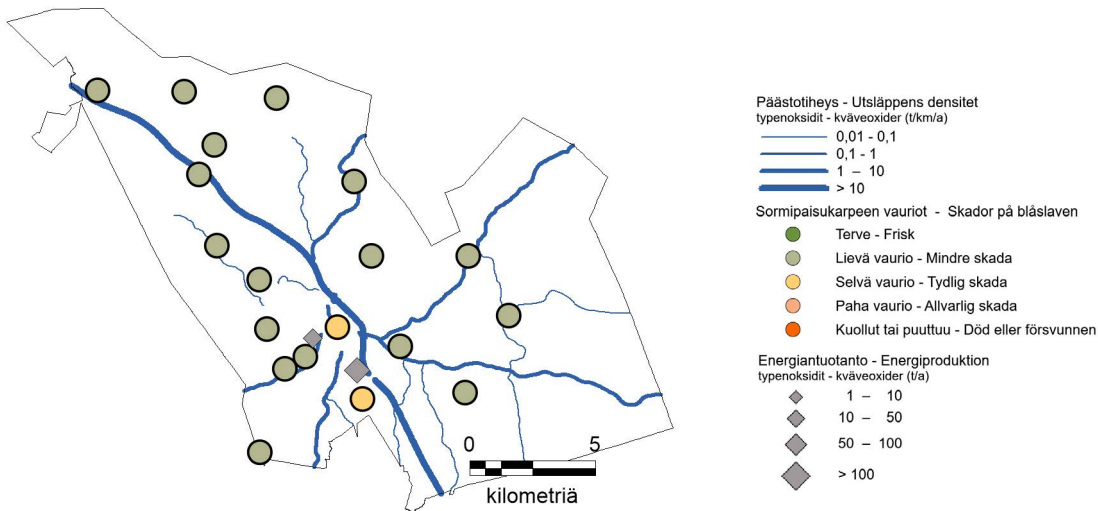 Päästotiheys - Utsläppens densitet
typenoksidit - kväveoxider (t/km/a)
0,01 - 0,1
0,1 - 1
1 – 10
> 10
Sormipaisukarpeen vauriot - Skador på blåslaven
Terve - Frisk
Lievä vaurio - Mindre skada
Selvä vaurio - Tydlig skada
Paha vaurio - Allvarlig skada
Kuollut tai puuttuu - Död eller försvunnen
Energiantuotanto - Energiproduktion
typenoksidit - kväveoxider (t/a)
1 – 10
10 – 50
50 – 100
> 100
0 5
kilometriä